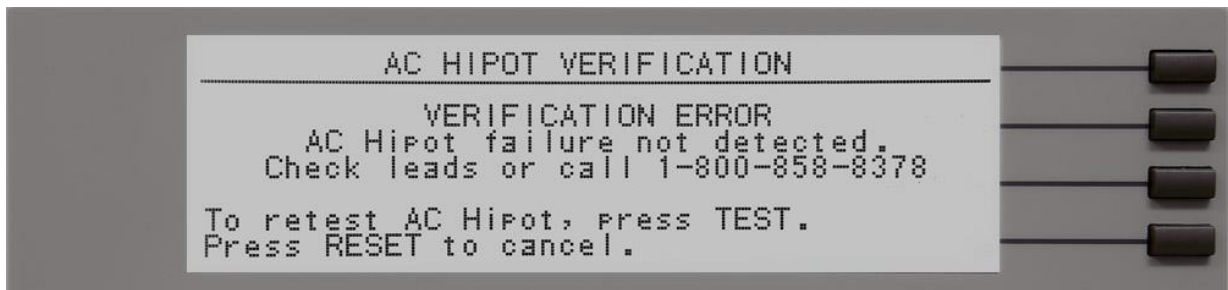 AC HIPOT VERIFICATION
VERIFICATION ERROR
AC Hipot failure not detected.
Check leads or call 1-800-858-8378
To retest AC Hipot, press TEST.
Press RESET to cancel.